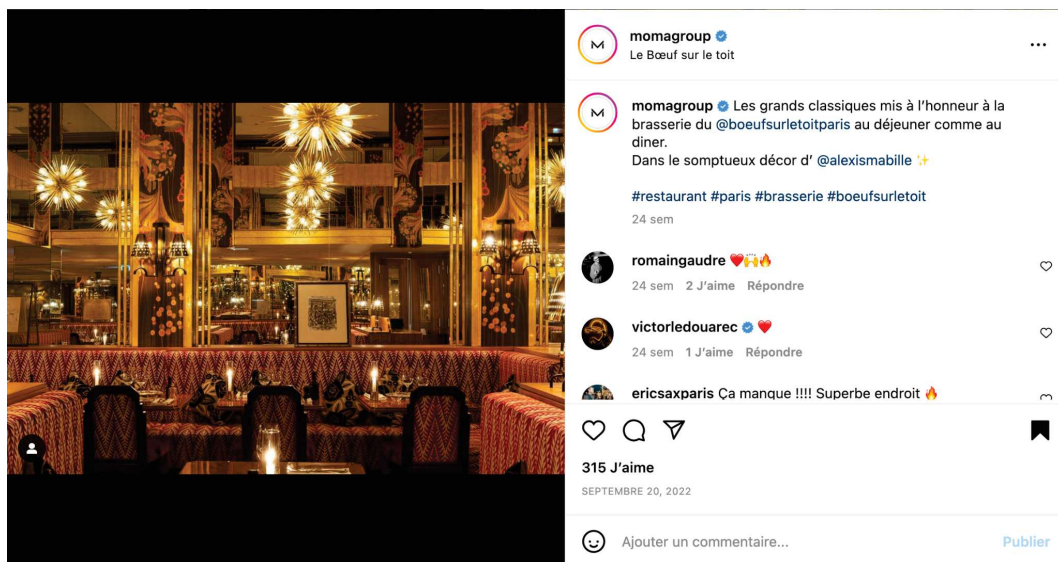 momagroup
Le Bœuf sur le toit
momagroup Les grands classiques mis à l'honneur à la
brasserie du @boeufsurletoitparis au déjeuner comme au
diner.
Dans le somptueux décor d' @alexismabille ✨
#restaurant #paris #brasserie #boeufsurletoit
24 sem
romaingaudre ❤️🙌🔥
24 sem 2 J'aime Répondre
victorledouarec ❤️
24 sem 1 J'aime Répondre
ericsaxparis Ça manque !!!! Superbe endroit 🔥
315 J'aime
SEPTEMBRE 20, 2022
Ajouter un commentaire...
Publier